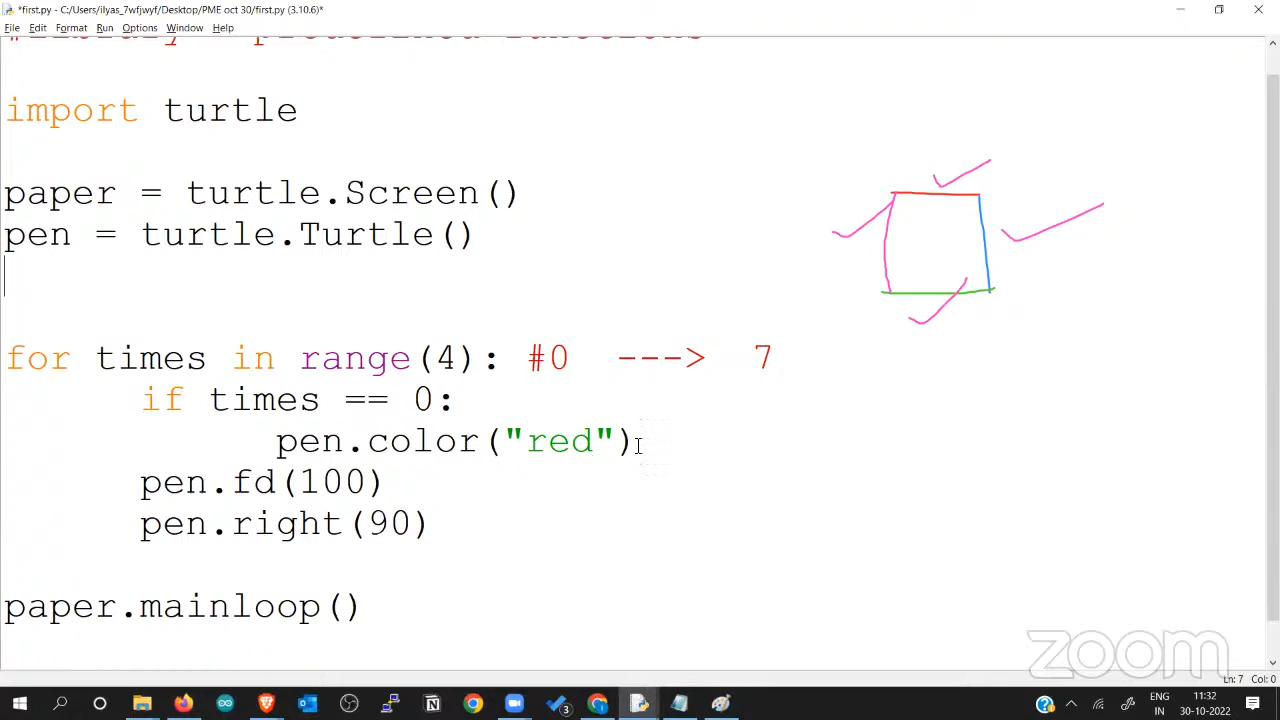 *first.py - C:/Users/ilyas_7wfjwyf/Desktop/PME oct 30/first.py (3.10.6)*
File Edit Format Run Options Window Help
import turtle
paper = turtle.Screen()
pen = turtle.Turtle()
for times in range(4): #0 ---> 7
if times == 0:
pen.color("red")
pen.fd(100)
pen.right(90)
paper.mainloop()
zoom
Ln: 7 Col: 0
3
ENG
IN
11:32
30-10-2022